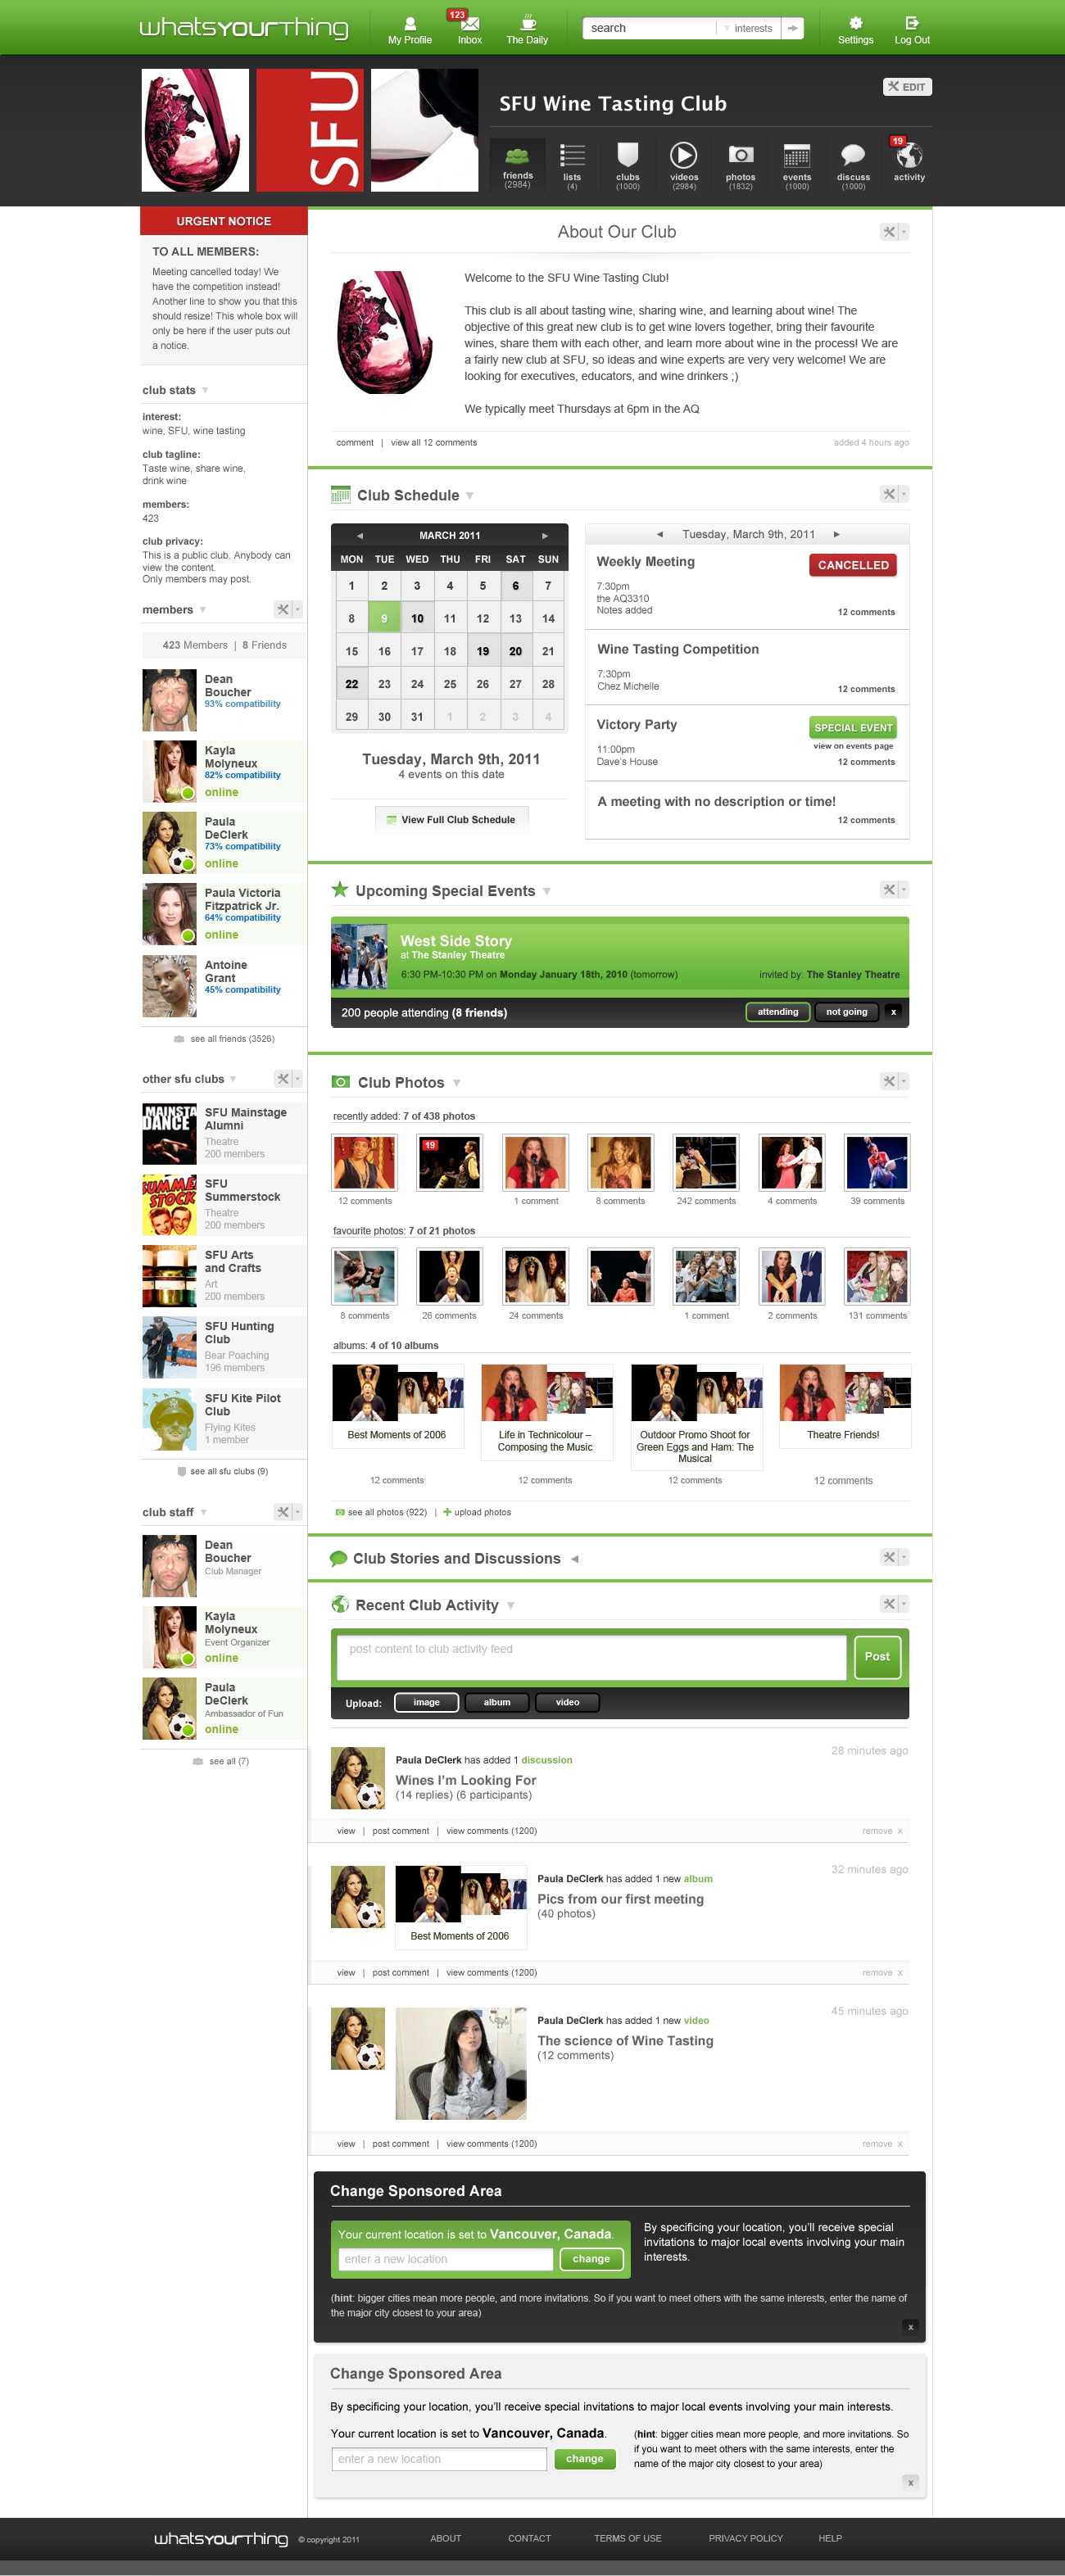 whatsyourthing
My Profile
123
Inbox
The Daily
search
interests
Settings
Log Out
SFU
SFU Wine Tasting Club
EDIT
friends
(2984)
lists
(4)
clubs
(1000)
videos
(2984)
photos
(1832)
events
(1000)
discuss
(1000)
19
activity
URGENT NOTICE
TO ALL MEMBERS:
Meeting cancelled today! We
have the competition instead!
Another line to show you that this
should resize! This whole box will
only be here if the user puts out
a notice.
club stats
interest:
wine, SFU, wine tasting
club tagline:
Taste wine, share wine,
drink wine
members:
423
club privacy:
This is a public club. Anybody can
view the content.
Only members may post.
members
423 Members | 8 Friends
Dean
Boucher
93% compatibility
Kayla
Molyneux
82% compatibility
online
Paula
DeClerk
73% compatibility
online
Paula Victoria
Fitzpatrick Jr.
64% compatibility
online
Antoine
Grant
45% compatibility
see all friends (3526)
other sfu clubs
MAINSTA
DANCE
SFU Mainstage
Alumni
Theatre
200 members
SUMME
STOCK
SFU
Summerstock
Theatre
200 members
SFU Arts
and Crafts
Art
200 members
SFU Hunting
Club
Bear Poaching
196 members
SFU Kite Pilot
Club
Flying Kites
1 member
see all sfu clubs (9)
club staff
Dean
Boucher
Club Manager
Kayla
Molyneux
Event Organizer
online
Paula
DeClerk
Ambassador of Fun
online
see all (7)
About Our Club
Welcome to the SFU Wine Tasting Club!
This club is all about tasting wine, sharing wine, and learning about wine! The
objective of this great new club is to get wine lovers together, bring their favourite
wines, share them with each other, and learn more about wine in the process! We are
a fairly new club at SFU, so ideas and wine experts are very very welcome! We are
looking for executives, educators, and wine drinkers ;)
We typically meet Thursdays at 6pm in the AQ
comment | view all 12 comments
added 4 hours ago
Club Schedule
MARCH 2011
MON TUE WED THU FRI SAT SUN
1 2 3 4 5 6 7
8 9 10 11 12 13 14
15 16 17 18 19 20 21
22 23 24 25 26 27 28
29 30 31 1 2 3 4
Tuesday, March 9th, 2011
4 events on this date
View Full Club Schedule
Tuesday, March 9th, 2011
Weekly Meeting
CANCELLED
7:30pm
the AQ3310
Notes added
12 comments
Wine Tasting Competition
7:30pm
Chez Michelle
12 comments
Victory Party
SPECIAL EVENT
view on events page
11:00pm
Dave's House
12 comments
A meeting with no description or time!
12 comments
Upcoming Special Events
West Side Story
at The Stanley Theatre
6:30 PM-10:30 PM on Monday January 18th, 2010 (tomorrow)
invited by: The Stanley Theatre
200 people attending (8 friends)
attending
not going
x
Club Photos
recently added: 7 of 438 photos
19
12 comments
1 comment
8 comments
242 comments
4 comments
39 comments
favourite photos: 7 of 21 photos
8 comments
26 comments
24 comments
1 comment
2 comments
131 comments
albums: 4 of 10 albums
Best Moments of 2006
Life in Technicolour –
Composing the Music
Outdoor Promo Shoot for
Green Eggs and Ham: The
Musical
Theatre Friends!
12 comments
12 comments
12 comments
12 comments
see all photos (922) | upload photos
Club Stories and Discussions
Recent Club Activity
post content to club activity feed
Post
Upload:
image
album
video
Paula DeClerk has added 1 discussion
28 minutes ago
Wines I'm Looking For
(14 replies) (6 participants)
view | post comment | view comments (1200)
remove x
Best Moments of 2006
Paula DeClerk has added 1 new album
32 minutes ago
Pics from our first meeting
(40 photos)
view | post comment | view comments (1200)
remove x
Paula DeClerk has added 1 new video
45 minutes ago
The science of Wine Tasting
(12 comments)
view | post comment | view comments (1200)
remove x
Change Sponsored Area
Your current location is set to Vancouver, Canada.
enter a new location
change
By specifying your location, you'll receive special
invitations to major local events involving your main
interests.
(hint: bigger cities mean more people, and more invitations. So if you want to meet others with the same interests, enter the name of
the major city closest to your area)
x
Change Sponsored Area
By specifying your location, you'll receive special invitations to major local events involving your main interests.
Your current location is set to Vancouver, Canada.
enter a new location
change
(hint: bigger cities mean more people, and more invitations. So
if you want to meet others with the same interests, enter the
name of the major city closest to your area)
x
whatsyourthing
© copyright 2011
ABOUT
CONTACT
TERMS OF USE
PRIVACY POLICY
HELP